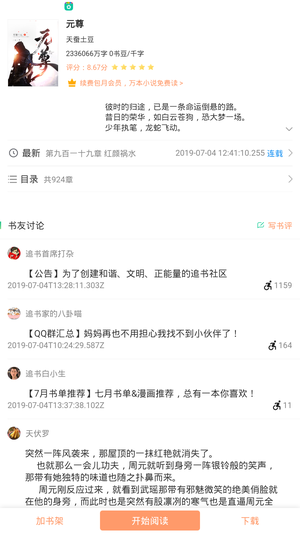 元尊
天蚕土豆
2336066万字 0书豆/千字
评分：8.67分
续费包月会员，万本小说免费读>
彼时的归途，已是一条命运倒悬的路。
昔日的荣华，如白云苍狗，恐大梦一场。
少年执笔，龙蛇飞动。
最新 第九百一十九章 红颜祸水 2019-07-04 12:41:10.255 连载
目录 共924章
书友讨论 写书评
追书首席打杂
【公告】为了创建和谐、文明、正能量的追书社区
2019-07-04T13:28:11.303Z 1159
追书家的八卦喵
【QQ群汇总】妈妈再也不用担心我找不到小伙伴了！
2019-07-04T10:24:29.587Z 164
追书白小生
【7月书单推荐】七月书单&漫画推荐，总有一本你喜欢！
2019-07-04T13:37:38.102Z 31
天伏罗
突然一阵风袭来，那屋顶的一抹红艳就消失了。
也就那么一会儿功夫，周元就听到身旁一阵银铃般的笑声，
那带有她独特的味道也随之扑鼻而来。
周元刚反应过来，就看到武瑶那带有邪魅微笑的绝美俏脸就
在他的身旁，而此时也是突然有股凛冽的寒气也是直逼周元全
加书架 开始阅读 下载